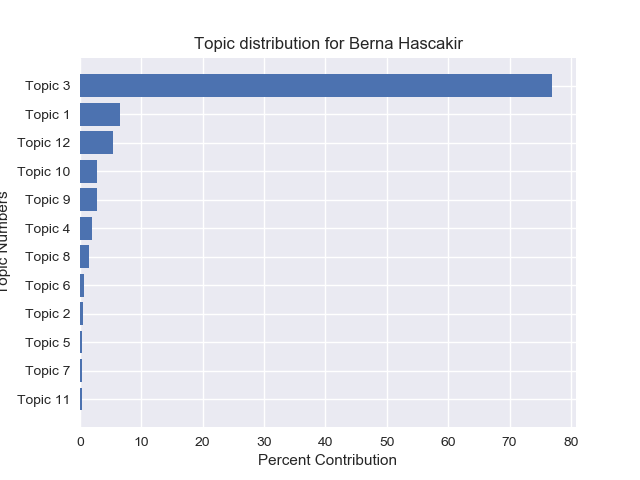 Topic distribution for Berna Hascakir
Topic Numbers
Topic 3
Topic 1
Topic 12
Topic 10
Topic 9
Topic 4
Topic 8
Topic 6
Topic 2
Topic 5
Topic 7
Topic 11
0 10 20 30 40 50 60 70 80
Percent Contribution